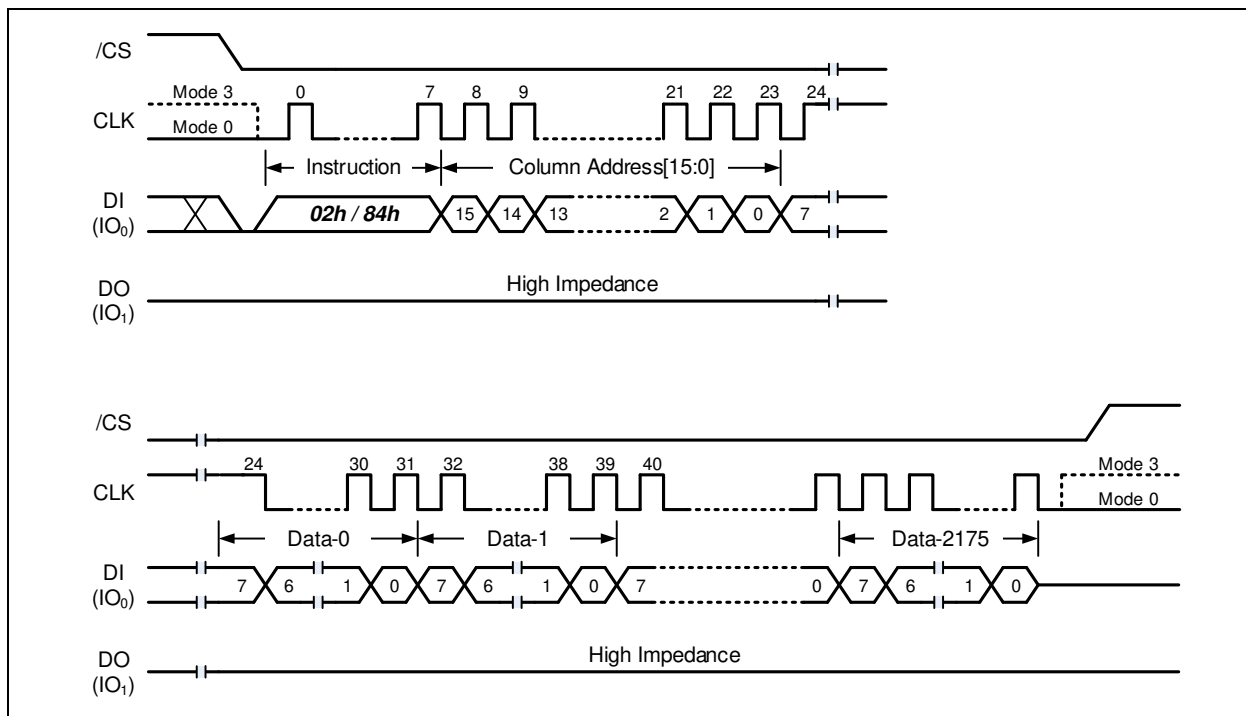 /CS
Mode 3 0 7 8 9 21 22 23 24
CLK
Mode 0
Instruction Column Address[15:0]
DI
(IO0) 02h / 84h 15 14 13 2 1 0 7
High Impedance
DO
(IO1)
/CS
24 30 31 32 38 39 40 Mode 3
CLK
Mode 0
Data-0 Data-1 Data-2175
DI
(IO0) 7 6 1 0 7 6 1 0 7 0 7 6 1 0
High Impedance
DO
(IO1)